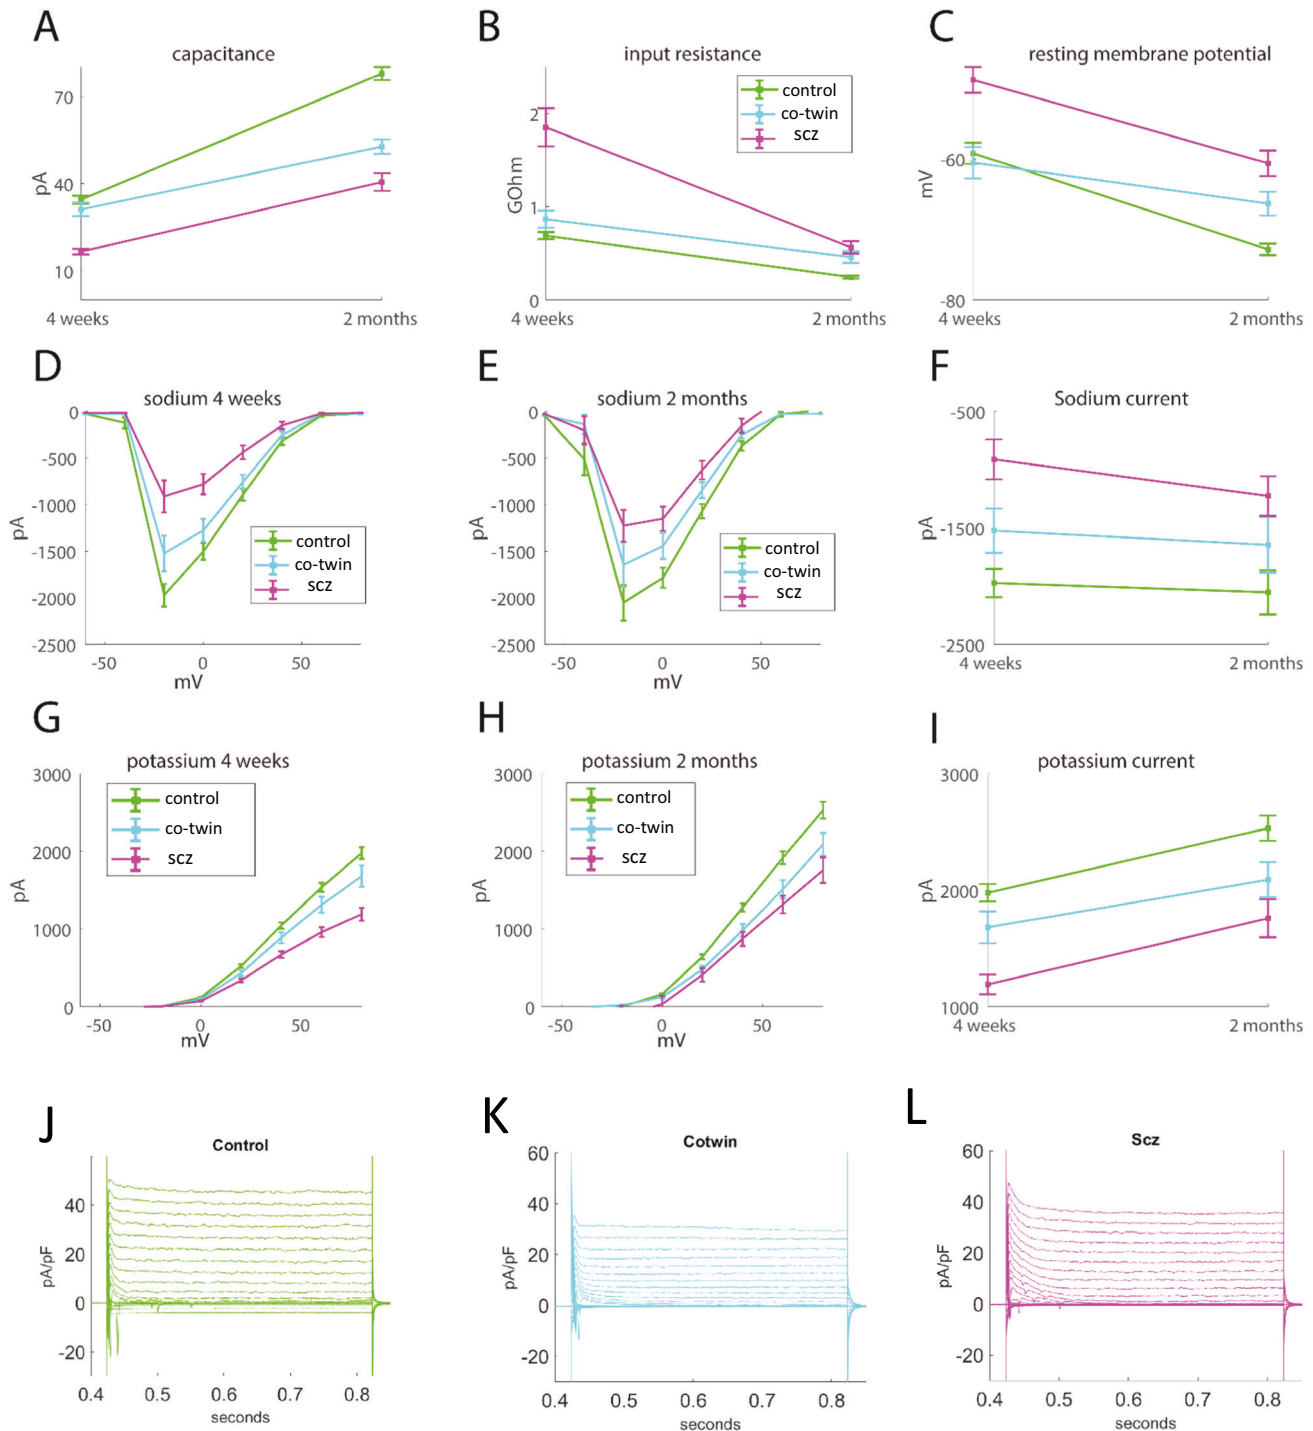 A
capacitance
70
40
10
pA
4 weeks
2 months
B
input resistance
2
1
0
GOhm
4 weeks
2 months
control
co-twin
scz
C
resting membrane potential
-60
-80
mV
4 weeks
2 months
D
sodium 4 weeks
0
-500
-1000
-1500
-2000
-2500
pA
-50
0
50
mV
control
co-twin
scz
E
sodium 2 months
0
-500
-1000
-1500
-2000
-2500
pA
-50
0
50
mV
control
co-twin
scz
F
Sodium current
-500
-1500
-2500
pA
4 weeks
2 months
G
potassium 4 weeks
3000
2000
1000
0
pA
-50
0
50
mV
control
co-twin
scz
H
potassium 2 months
3000
2000
1000
0
pA
-50
0
50
mV
control
co-twin
scz
I
potassium current
3000
2000
1000
pA
4 weeks
2 months
J
Control
40
20
0
-20
pA/pF
0.4 0.5 0.6 0.7 0.8
seconds
K
Cotwin
60
40
20
0
-20
pA/pF
0.4 0.5 0.6 0.7 0.8
seconds
L
Scz
60
40
20
0
-20
pA/pF
0.4 0.5 0.6 0.7 0.8
seconds